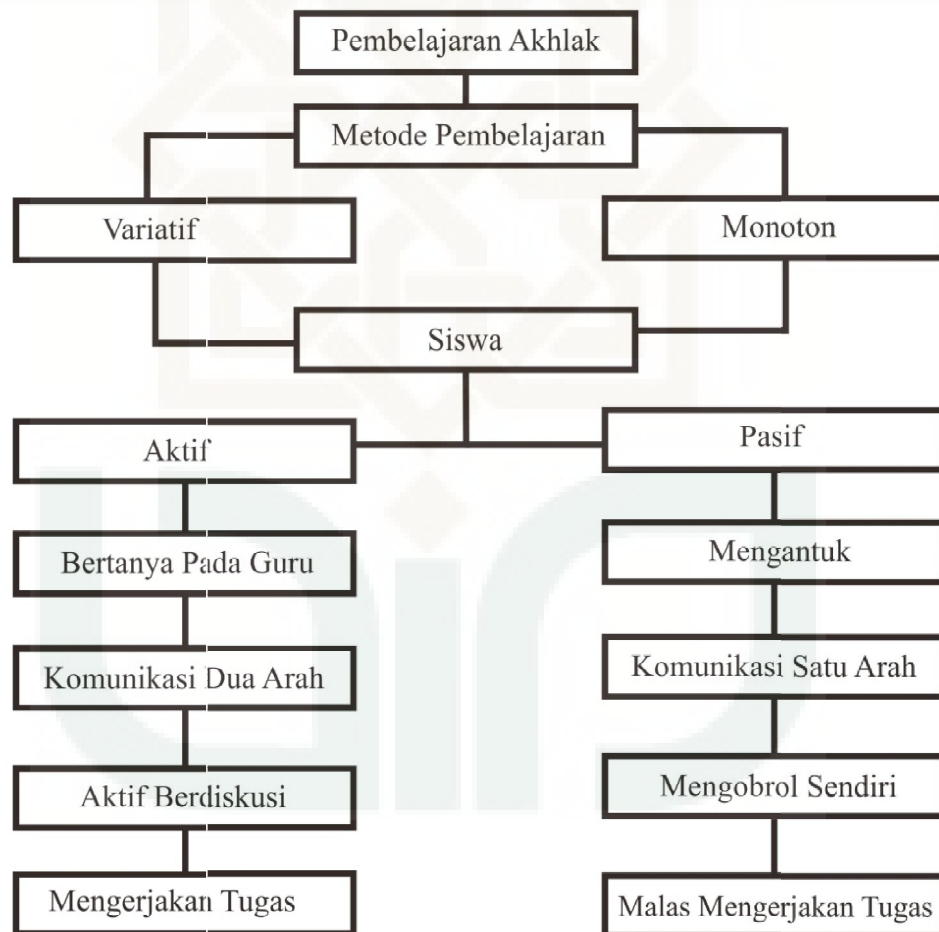 Pembelajaran Akhlak
Metode Pembelajaran
Variatif
Monoton
Siswa
Aktif
Pasif
Bertanya Pada Guru
Mengantuk
Komunikasi Dua Arah
Komunikasi Satu Arah
Aktif Berdiskusi
Mengobrol Sendiri
Mengerjakan Tugas
Malas Mengerjakan Tugas